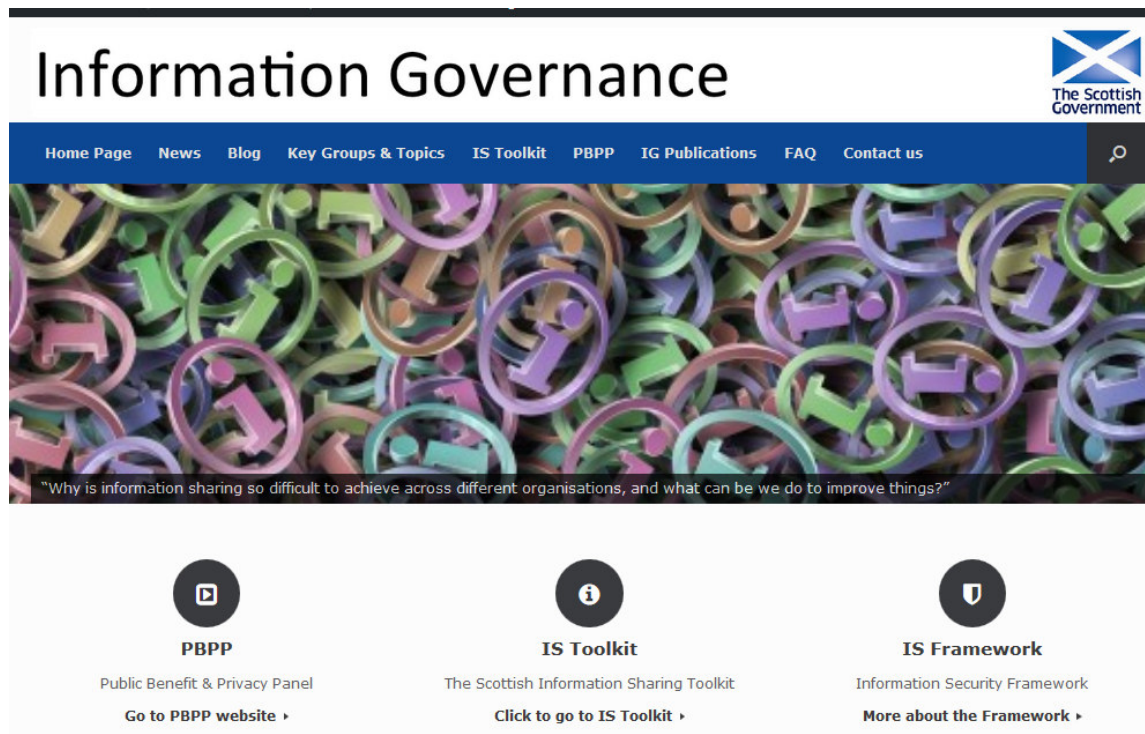 Information Governance
The Scottish
Government
Home Page News Blog Key Groups & Topics IS Toolkit PBPP IG Publications FAQ Contact us
“Why is information sharing so difficult to achieve across different organisations, and what can be we do to improve things?”
PBPP
Public Benefit & Privacy Panel
Go to PBPP website
IS Toolkit
The Scottish Information Sharing Toolkit
Click to go to IS Toolkit
IS Framework
Information Security Framework
More about the Framework